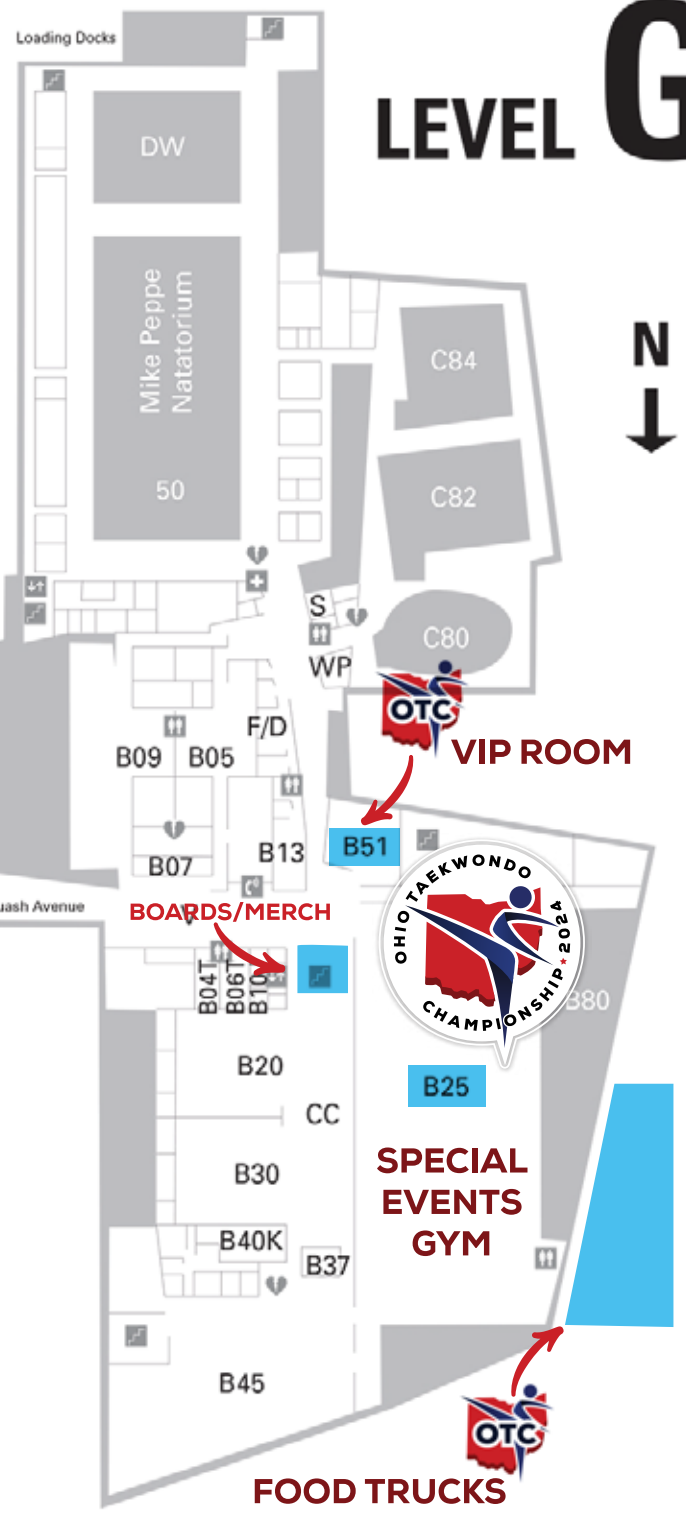 Loading Docks
LEVEL G
DW
Mike Peppe
Natatorium
50
N
C84
C82
C80
S
WP
OTC
VIP ROOM
F/D
B09
B05
B51
B13
B07
uash Avenue
BOARDS/MERCH
OHIO TAEKWONDO
CHAMPIONSHIP ★ 2024
B04T
B06T
B10
B80
B20
B25
CC
SPECIAL
EVENTS
GYM
B30
B40K
B37
B45
OTC
FOOD TRUCKS